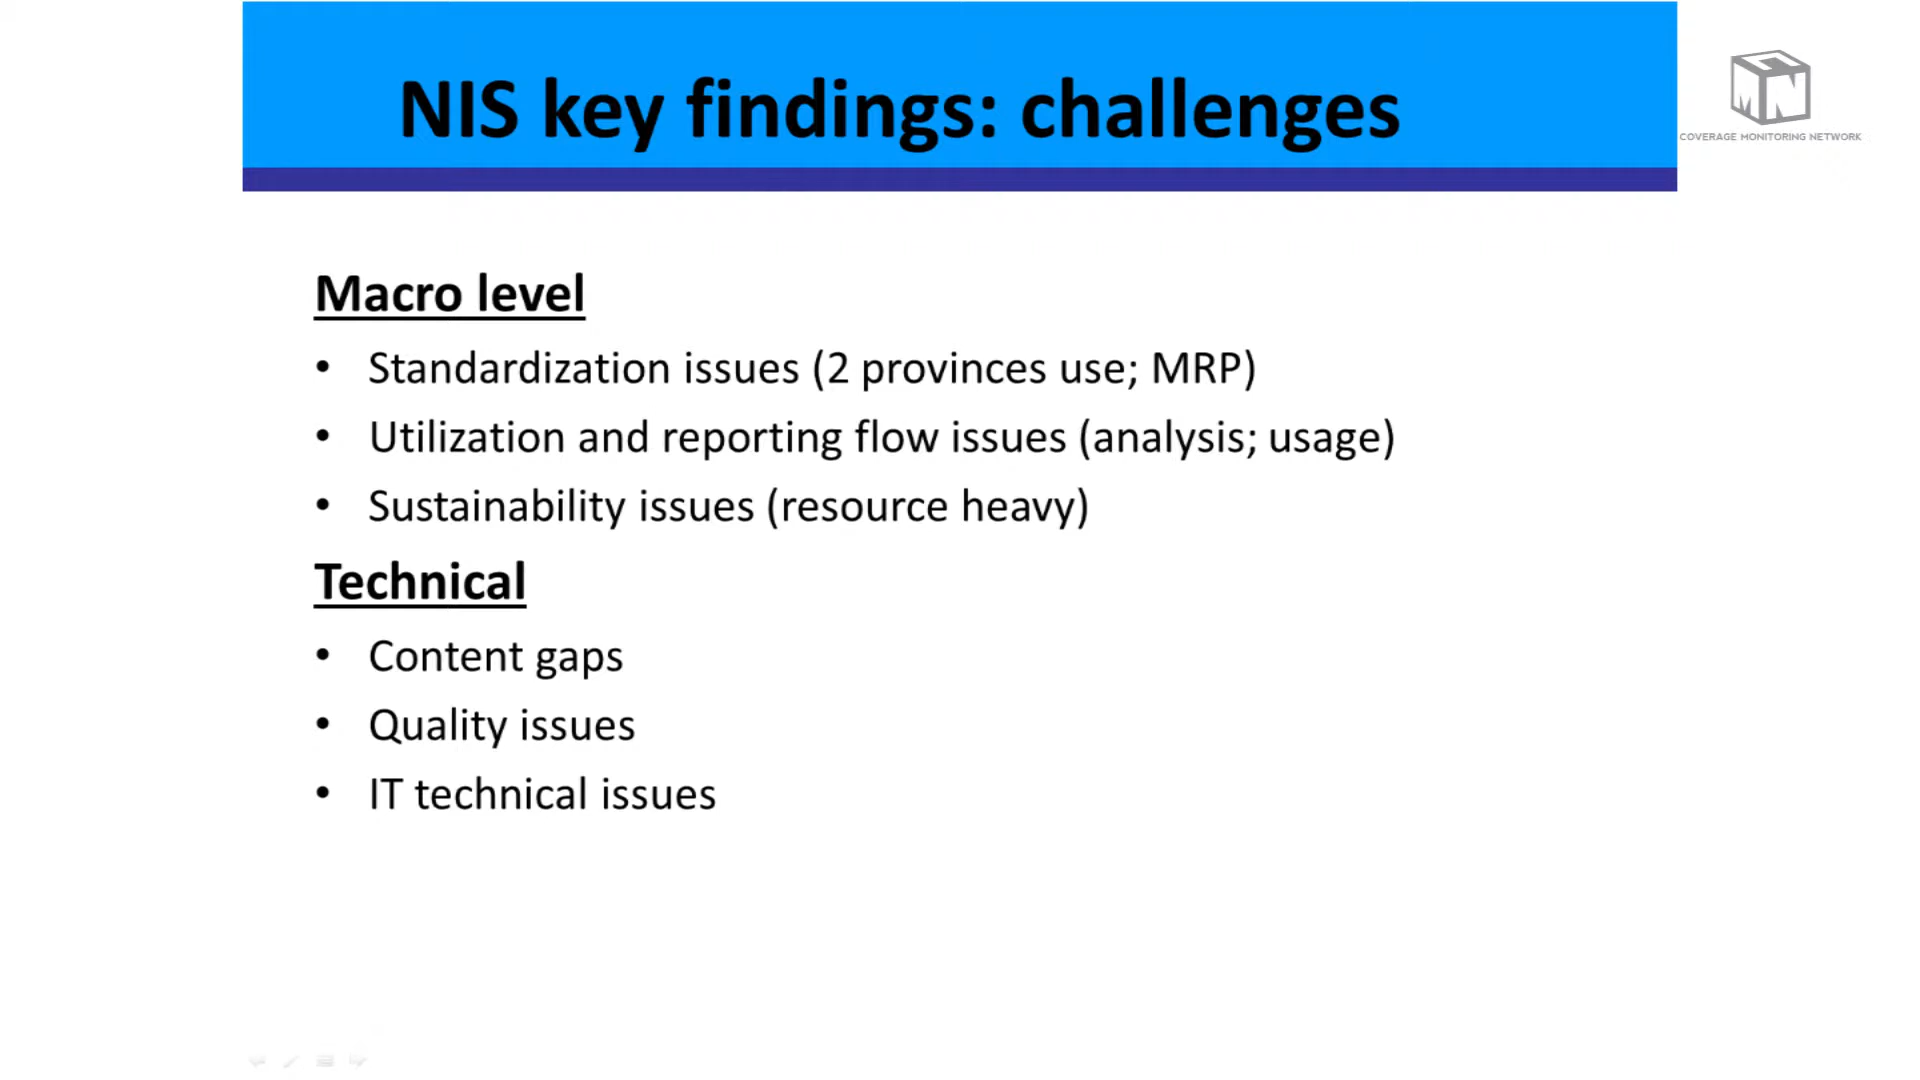 NIS key findings: challenges
COVERAGE MONITORING NETWORK
Macro level
• Standardization issues (2 provinces use; MRP)
• Utilization and reporting flow issues (analysis; usage)
• Sustainability issues (resource heavy)
Technical
• Content gaps
• Quality issues
• IT technical issues